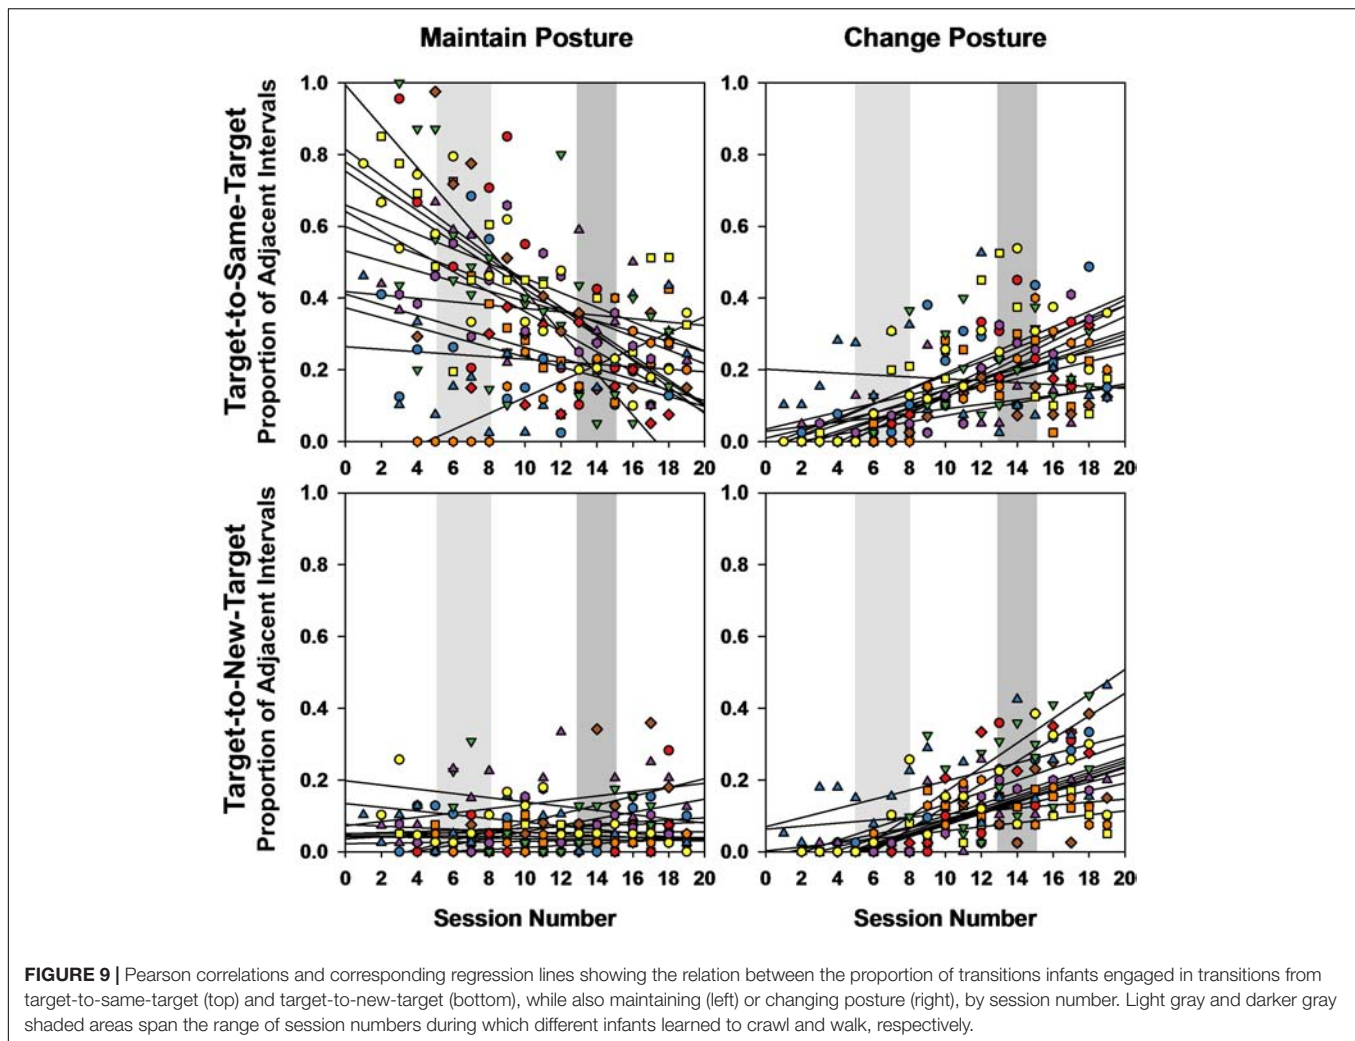 Maintain Posture
Change Posture
Target-to-Same-Target
Proportion of Adjacent Intervals
1.0
0.8
0.6
0.4
0.2
0.0
0 2 4 6 8 10 12 14 16 18 20
1.0
0.8
0.6
0.4
0.2
0.0
0 2 4 6 8 10 12 14 16 18 20
Target-to-New-Target
Proportion of Adjacent Intervals
1.0
0.8
0.6
0.4
0.2
0.0
0 2 4 6 8 10 12 14 16 18 20
Session Number
1.0
0.8
0.6
0.4
0.2
0.0
0 2 4 6 8 10 12 14 16 18 20
Session Number
FIGURE 9 | Pearson correlations and corresponding regression lines showing the relation between the proportion of transitions infants engaged in transitions from
target-to-same-target (top) and target-to-new-target (bottom), while also maintaining (left) or changing posture (right), by session number. Light gray and darker gray
shaded areas span the range of session numbers during which different infants learned to crawl and walk, respectively.